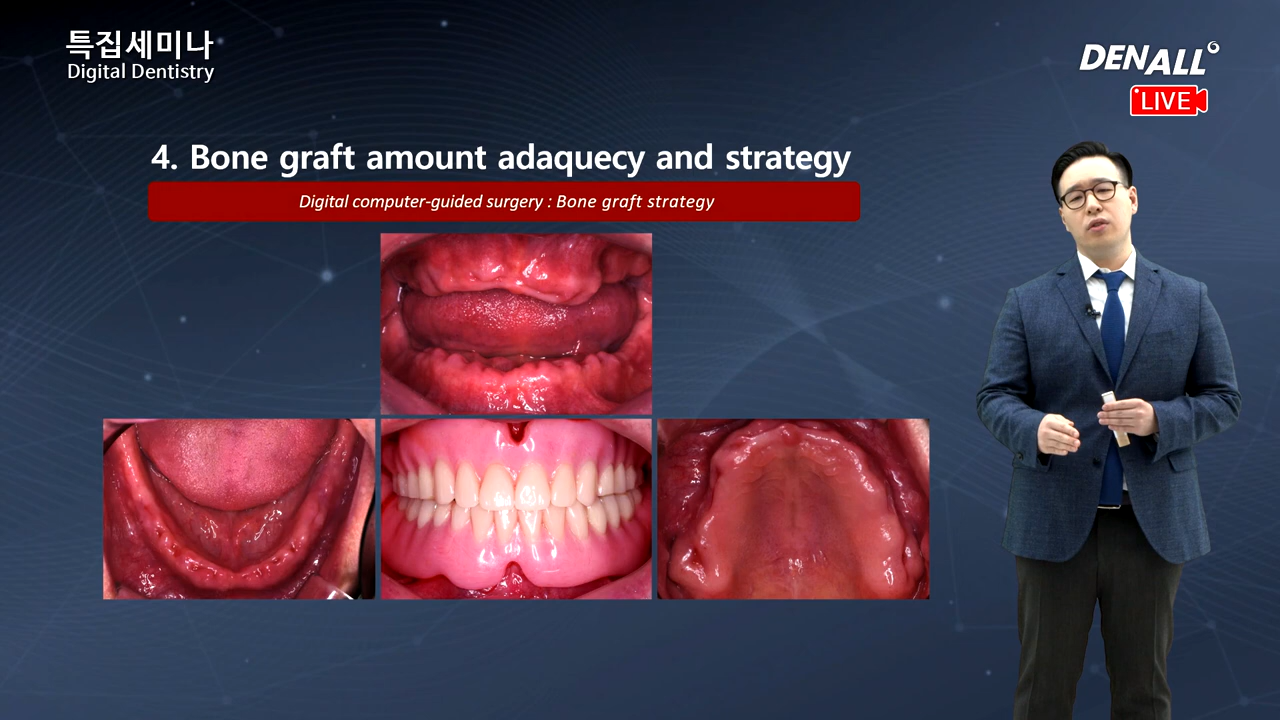 특집세미나
Digital Dentistry
DENALL
LIVE
4. Bone graft amount adaquecy and strategy
Digital computer-guided surgery : Bone graft strategy